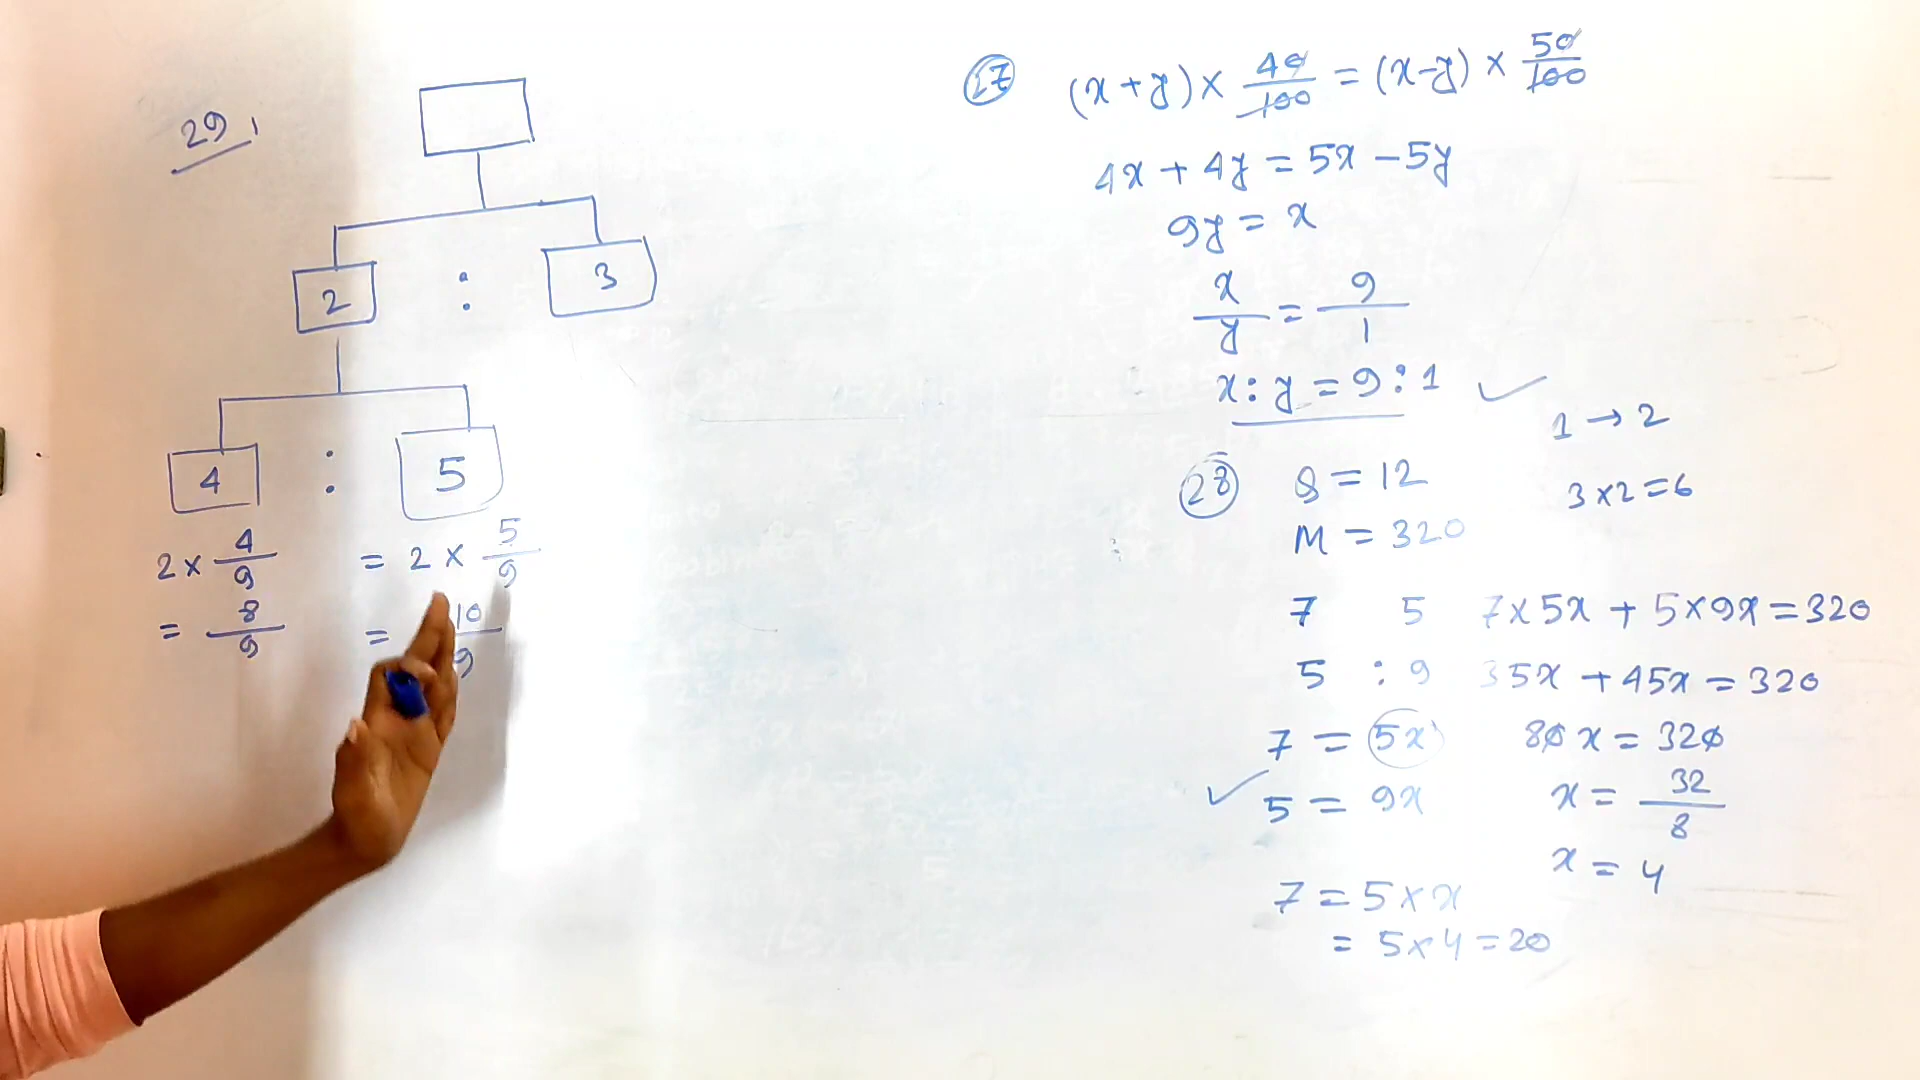 29,
2 : 3
4 : 5
2 × 4/9 = 2 × 5/9
= 8/9 = 10/9
27 (x + y) × 40/100 = (x - y) × 50/100
4x + 4y = 5x - 5y
9y = x
x/y = 9/1
x : y = 9 : 1
1 → 2
3 × 2 = 6
28 Q = 12
M = 320
7 5 7 × 5x + 5 × 9x = 320
5 : 9 35x + 45x = 320
7 = 5x 80x = 320
5 = 9x x = 32/8
x = 4
7 = 5 × x
= 5 × 4 = 20